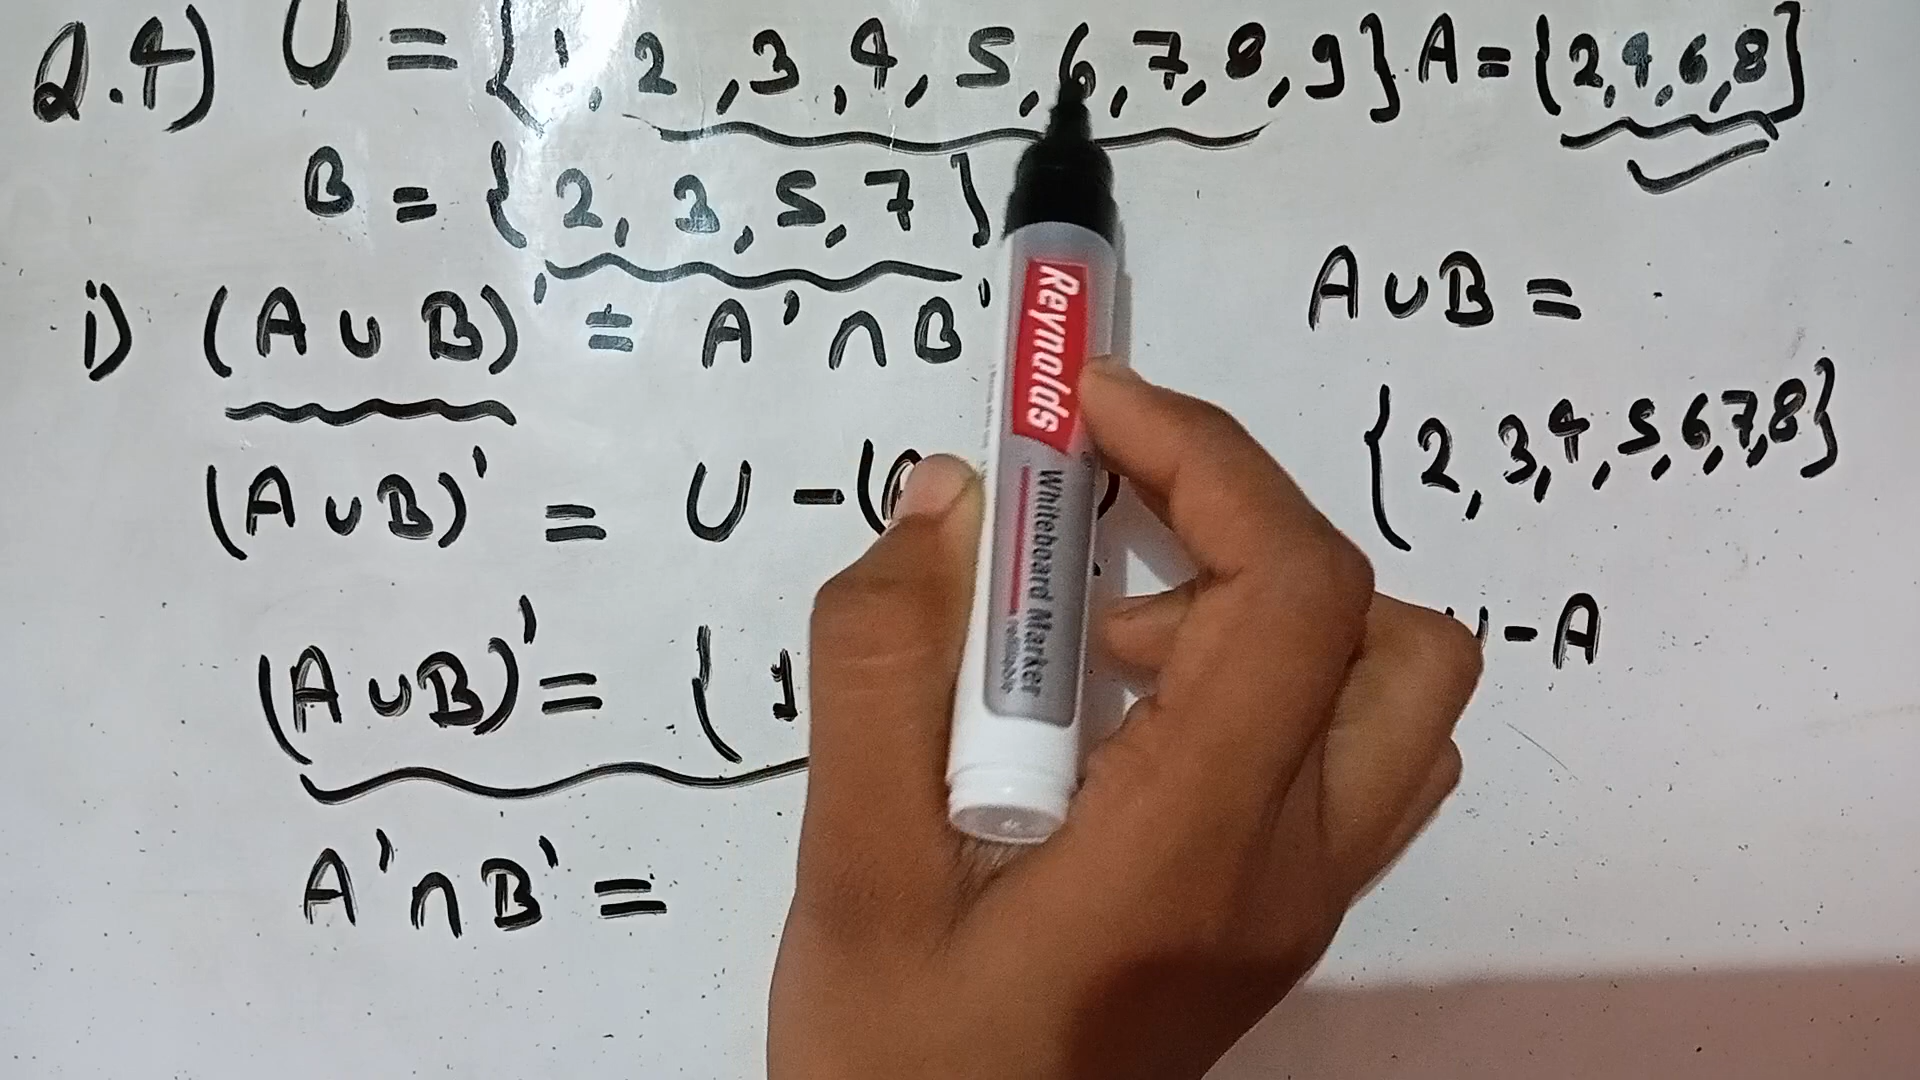 Q.4) U = {1, 2, 3, 4, 5, 6, 7, 8, 9} A = {2, 4, 6, 8}
B = {2, 3, 5, 7}
i) (A ∪ B)' = A' ∩ B'
A ∪ B =
{2, 3, 4, 5, 6, 7, 8}
(A ∪ B)' = U - (
- A
(A ∪ B)' = {1
A' ∩ B' =
Reynolds
Whiteboard Marker
refillable